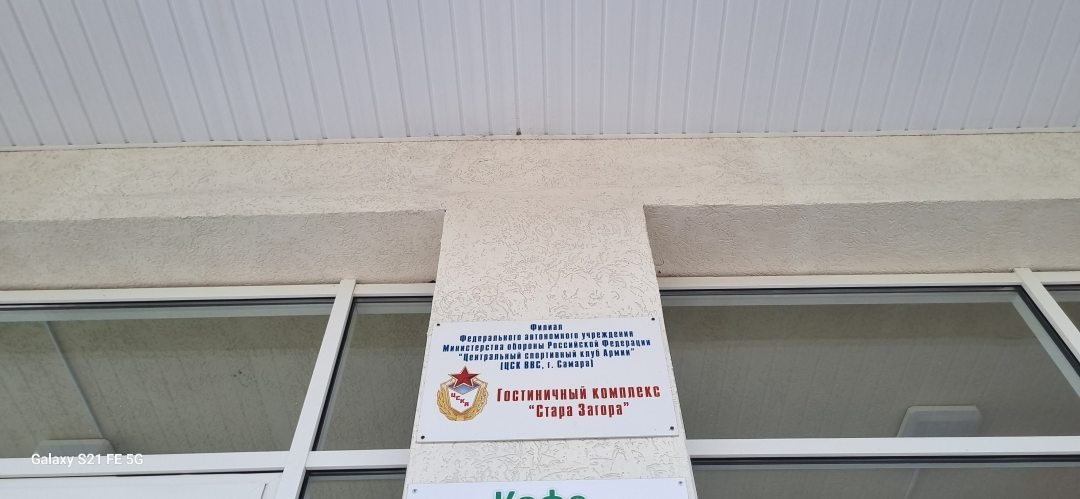 Филиал
Федерального автономного учреждения
Министерства обороны Российской Федерации
"Центральный спортивный клуб Армии"
(ЦСК ВВС, г. Самара)
ЦСКА
Гостиничный комплекс
"Стара Загора"
Кафе
Galaxy S21 FE 5G